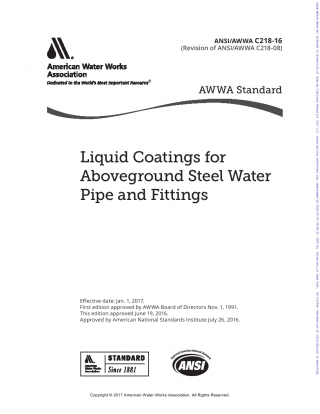 ANSI/AWWA C218-16
(Revision of ANSI/AWWA C218-08)
American Water Works
Association
Dedicated to the World's Most Important Resource®
AWWA Standard
Liquid Coatings for
Aboveground Steel Water
Pipe and Fittings
Effective date: Jan. 1, 2017.
First edition approved by AWWA Board of Directors Nov. 1, 1991.
This edition approved June 19, 2016.
Approved by American National Standards Institute July 26, 2016.
American
Water Works
Association
STANDARD
Since 1881
ANSI
Copyright © 2017 American Water Works Association. All Rights Reserved.